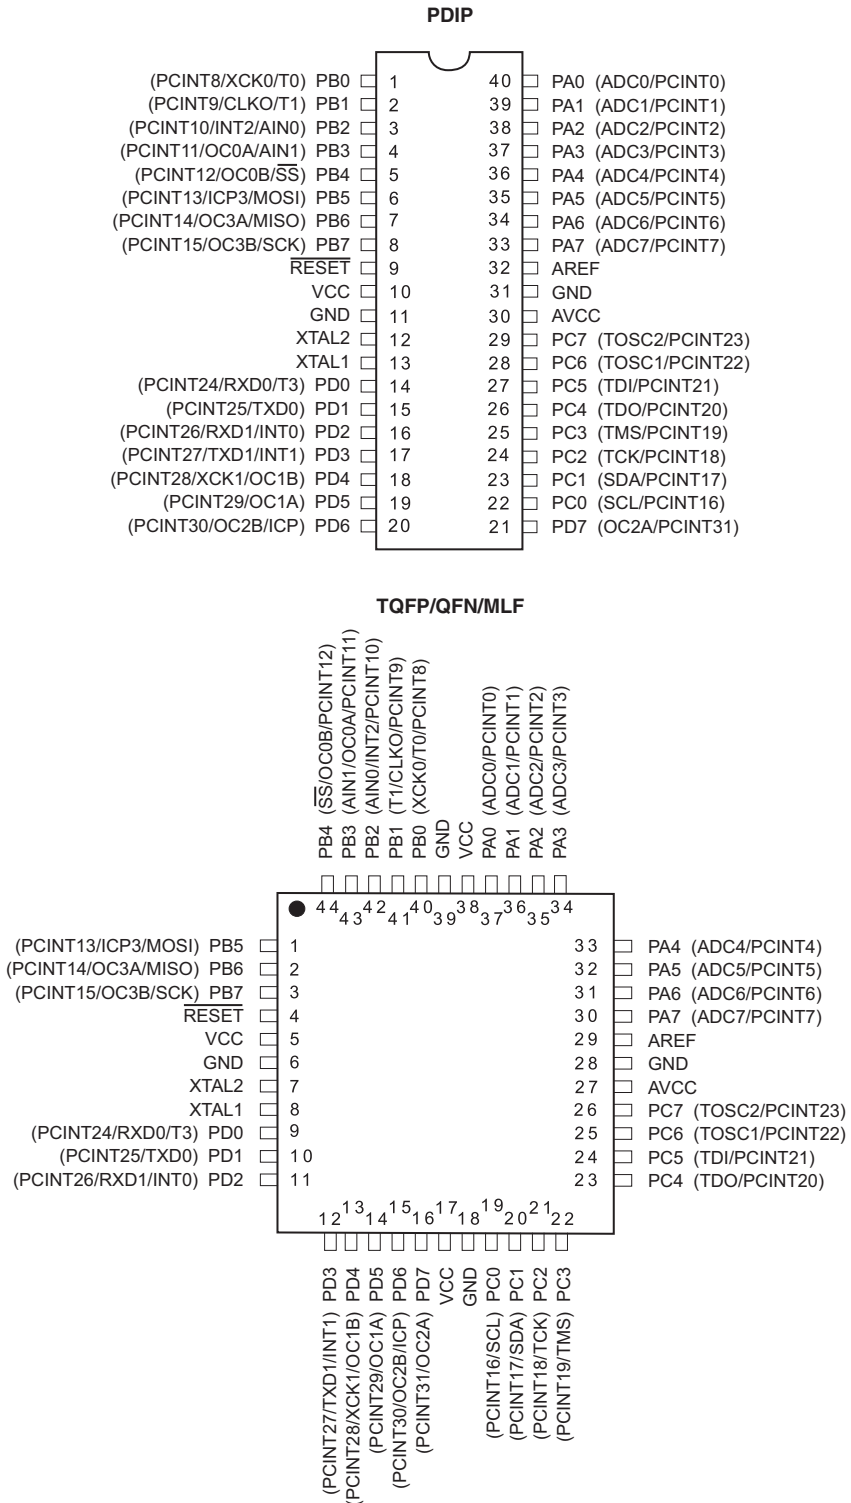 PDIP
(PCINT8/XCK0/T0) PB0 1 40 PA0 (ADC0/PCINT0)
(PCINT9/CLKO/T1) PB1 2 39 PA1 (ADC1/PCINT1)
(PCINT10/INT2/AIN0) PB2 3 38 PA2 (ADC2/PCINT2)
(PCINT11/OC0A/AIN1) PB3 4 37 PA3 (ADC3/PCINT3)
(PCINT12/OC0B/SS) PB4 5 36 PA4 (ADC4/PCINT4)
(PCINT13/ICP3/MOSI) PB5 6 35 PA5 (ADC5/PCINT5)
(PCINT14/OC3A/MISO) PB6 7 34 PA6 (ADC6/PCINT6)
(PCINT15/OC3B/SCK) PB7 8 33 PA7 (ADC7/PCINT7)
RESET 9 32 AREF
VCC 10 31 GND
GND 11 30 AVCC
XTAL2 12 29 PC7 (TOSC2/PCINT23)
XTAL1 13 28 PC6 (TOSC1/PCINT22)
(PCINT24/RXD0/T3) PD0 14 27 PC5 (TDI/PCINT21)
(PCINT25/TXD0) PD1 15 26 PC4 (TDO/PCINT20)
(PCINT26/RXD1/INT0) PD2 16 25 PC3 (TMS/PCINT19)
(PCINT27/TXD1/INT1) PD3 17 24 PC2 (TCK/PCINT18)
(PCINT28/XCK1/OC1B) PD4 18 23 PC1 (SDA/PCINT17)
(PCINT29/OC1A) PD5 19 22 PC0 (SCL/PCINT16)
(PCINT30/OC2B/ICP) PD6 20 21 PD7 (OC2A/PCINT31)
TQFP/QFN/MLF
PB4 (SS/OC0B/PCINT12)
PB3 (AIN1/OC0A/PCINT11)
PB2 (AIN0/INT2/PCINT10)
PB1 (T1/CLKO/PCINT9)
PB0 (XCK0/T0/PCINT8)
GND
VCC
PA0 (ADC0/PCINT0)
PA1 (ADC1/PCINT1)
PA2 (ADC2/PCINT2)
PA3 (ADC3/PCINT3)
44 43 42 41 40 39 38 37 36 35 34
(PCINT13/ICP3/MOSI) PB5 1 33 PA4 (ADC4/PCINT4)
(PCINT14/OC3A/MISO) PB6 2 32 PA5 (ADC5/PCINT5)
(PCINT15/OC3B/SCK) PB7 3 31 PA6 (ADC6/PCINT6)
RESET 4 30 PA7 (ADC7/PCINT7)
VCC 5 29 AREF
GND 6 28 GND
XTAL2 7 27 AVCC
XTAL1 8 26 PC7 (TOSC2/PCINT23)
(PCINT24/RXD0/T3) PD0 9 25 PC6 (TOSC1/PCINT22)
(PCINT25/TXD0) PD1 10 24 PC5 (TDI/PCINT21)
(PCINT26/RXD1/INT0) PD2 11 23 PC4 (TDO/PCINT20)
12 13 14 15 16 17 18 19 20 21 22
(PCINT27/TXD1/INT1) PD3
(PCINT28/XCK1/OC1B) PD4
(PCINT29/OC1A) PD5
(PCINT30/OC2B/ICP) PD6
(PCINT31/OC2A) PD7
VCC
GND
(PCINT16/SCL) PC0
(PCINT17/SDA) PC1
(PCINT18/TCK) PC2
(PCINT19/TMS) PC3